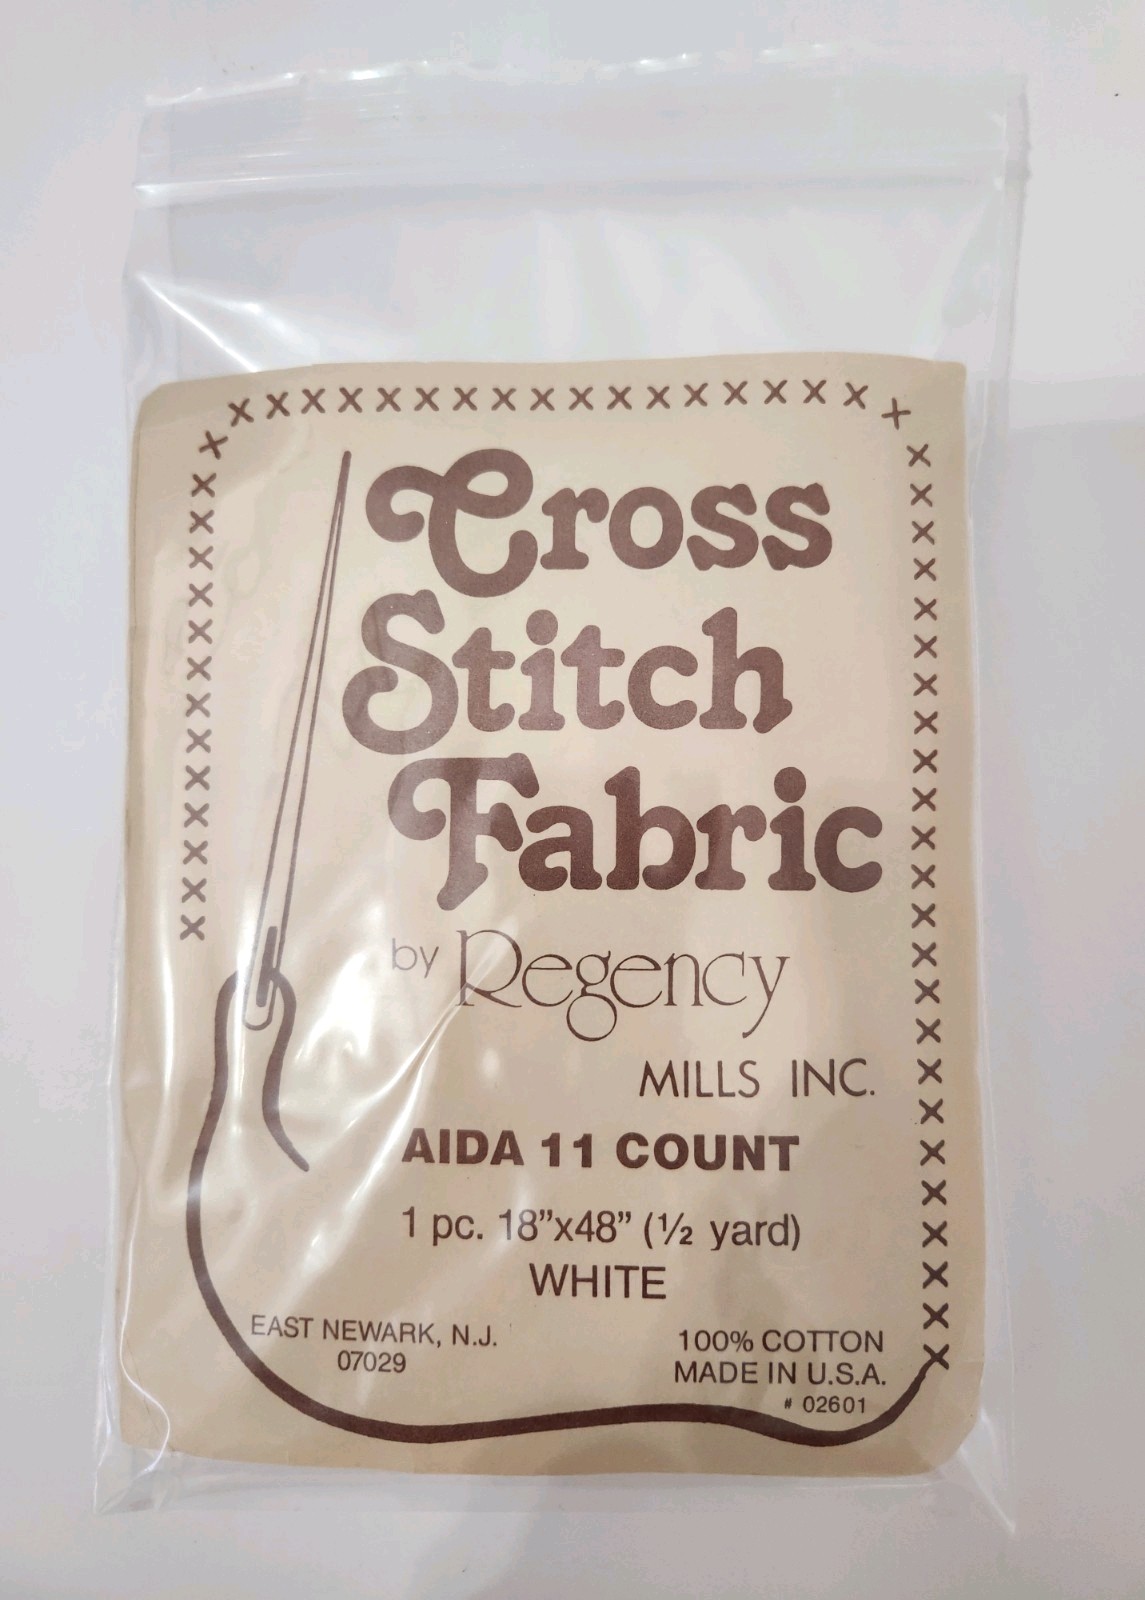 Cross
Stitch
Fabric
by Regency
MILLS INC.
AIDA 11 COUNT
1 pc. 18”x48” (½ yard)
WHITE
EAST NEWARK, N.J.
07029
100% COTTON
MADE IN U.S.A.
# 02601